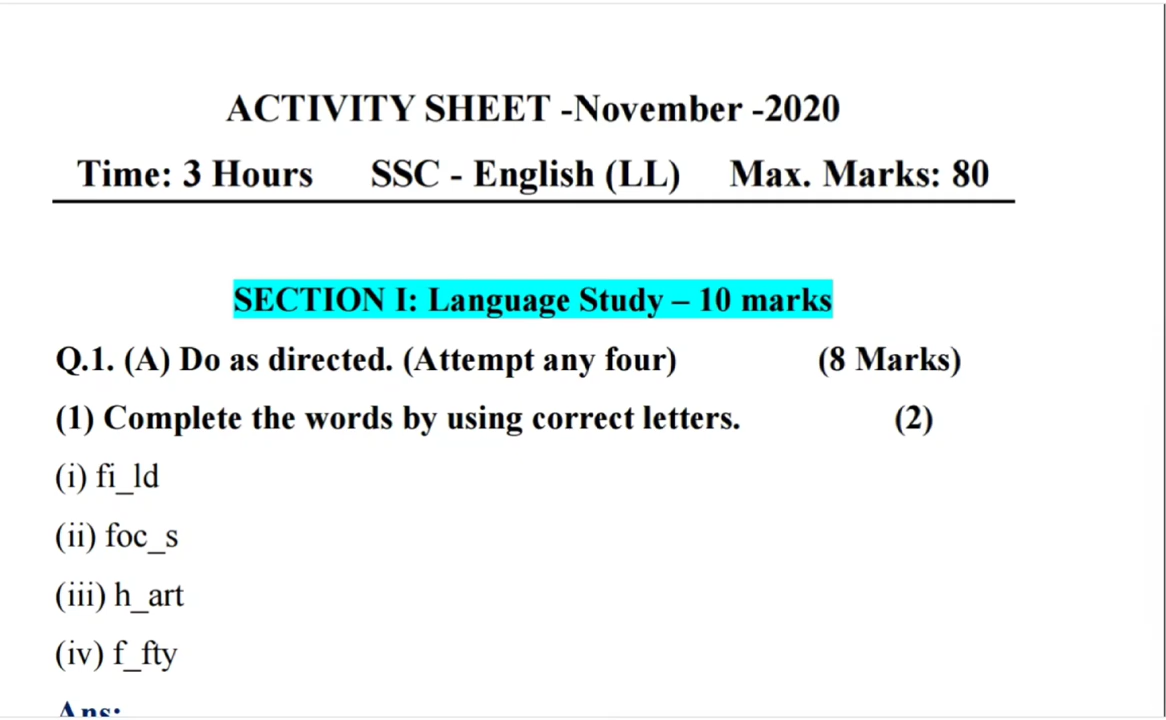 ACTIVITY SHEET -November -2020
Time: 3 Hours SSC - English (LL) Max. Marks: 80
SECTION I: Language Study – 10 marks
Q.1. (A) Do as directed. (Attempt any four) (8 Marks)
(1) Complete the words by using correct letters. (2)
(i) fi_ld
(ii) foc_s
(iii) h_art
(iv) f_fty
Ans: